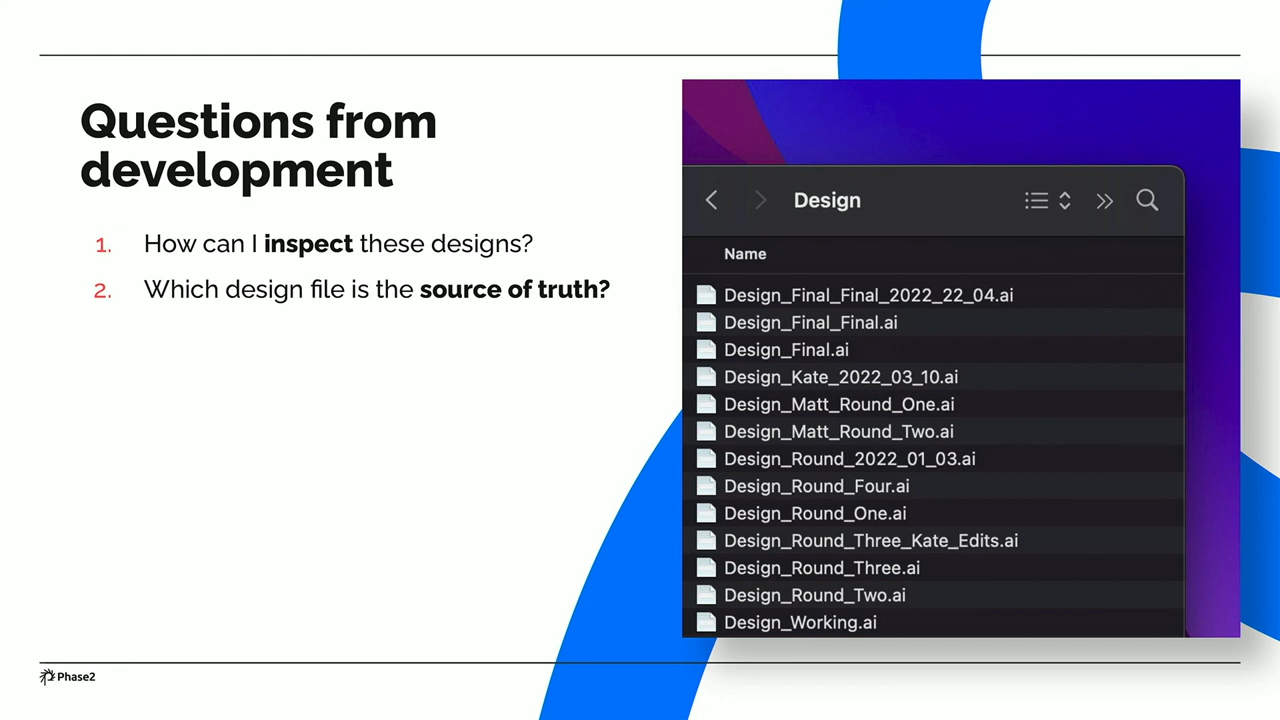 Questions from
development
1. How can I inspect these designs?
2. Which design file is the source of truth?
Design
Name
Design_Final_Final_2022_22_04.ai
Design_Final_Final.ai
Design_Final.ai
Design_Kate_2022_03_10.ai
Design_Matt_Round_One.ai
Design_Matt_Round_Two.ai
Design_Round_2022_01_03.ai
Design_Round_Four.ai
Design_Round_One.ai
Design_Round_Three_Kate_Edits.ai
Design_Round_Three.ai
Design_Round_Two.ai
Design_Working.ai
Phase2